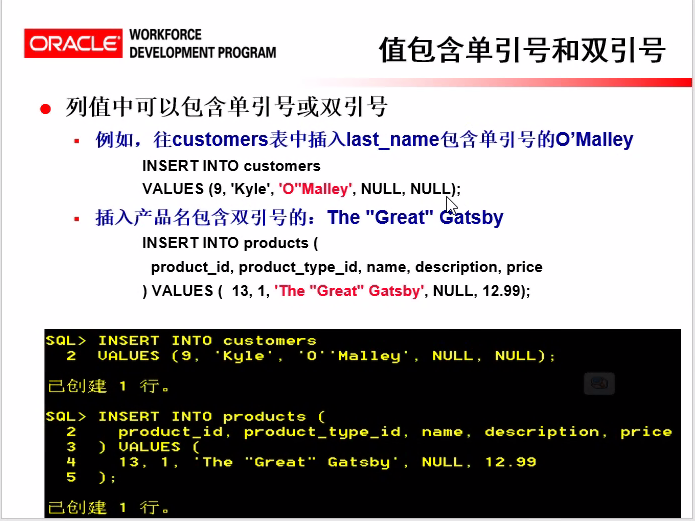 ORACLE
WORKFORCE
DEVELOPMENT PROGRAM
值包含单引号和双引号
列值中可以包含单引号或双引号
例如，往customers表中插入last_name包含单引号的O’Malley
INSERT INTO customers
VALUES (9, 'Kyle', 'O''Malley', NULL, NULL);
插入产品名包含双引号的：The "Great" Gatsby
INSERT INTO products (
product_id, product_type_id, name, description, price
) VALUES ( 13, 1, 'The "Great" Gatsby', NULL, 12.99);
SQL> INSERT INTO customers
2 VALUES (9, 'Kyle', 'O''Malley', NULL, NULL);
已创建 1 行。
SQL> INSERT INTO products (
2 product_id, product_type_id, name, description, price
3 ) VALUES (
4 13, 1, 'The "Great" Gatsby', NULL, 12.99
5 );
已创建 1 行。